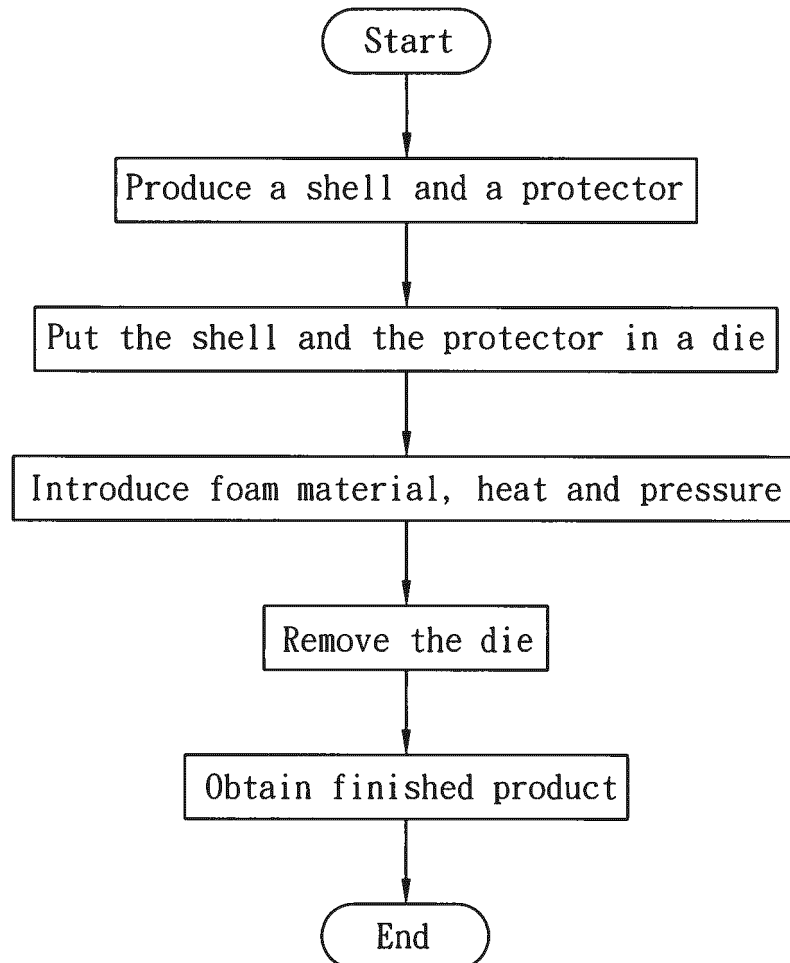 Start
Produce a shell and a protector
Put the shell and the protector in a die
Introduce foam material, heat and pressure
Remove the die
Obtain finished product
End